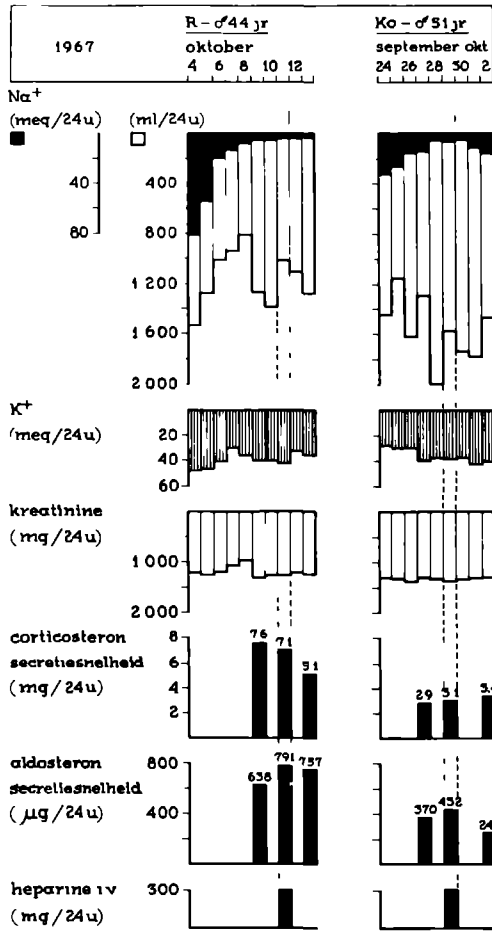 1967
R - ♂ 44 jr
oktober
4 6 8 10 12
Ko - ♂ 51 jr
september okt
24 26 28 30 2
Na+
(meq/24u)
(ml/24u)
40
80
400
800
1 200
1 600
2 000
K+
(meq/24u)
20
40
60
kreatinine
(mg/24u)
1 000
2 000
corticosteron
secretiesnelheid
(mg/24u)
8
6
4
2
76
71
51
29
31
aldosteron
secretiesnelheid
(µg/24u)
800
400
638
791
757
370
452
24
heparine iv
(mg/24u)
300